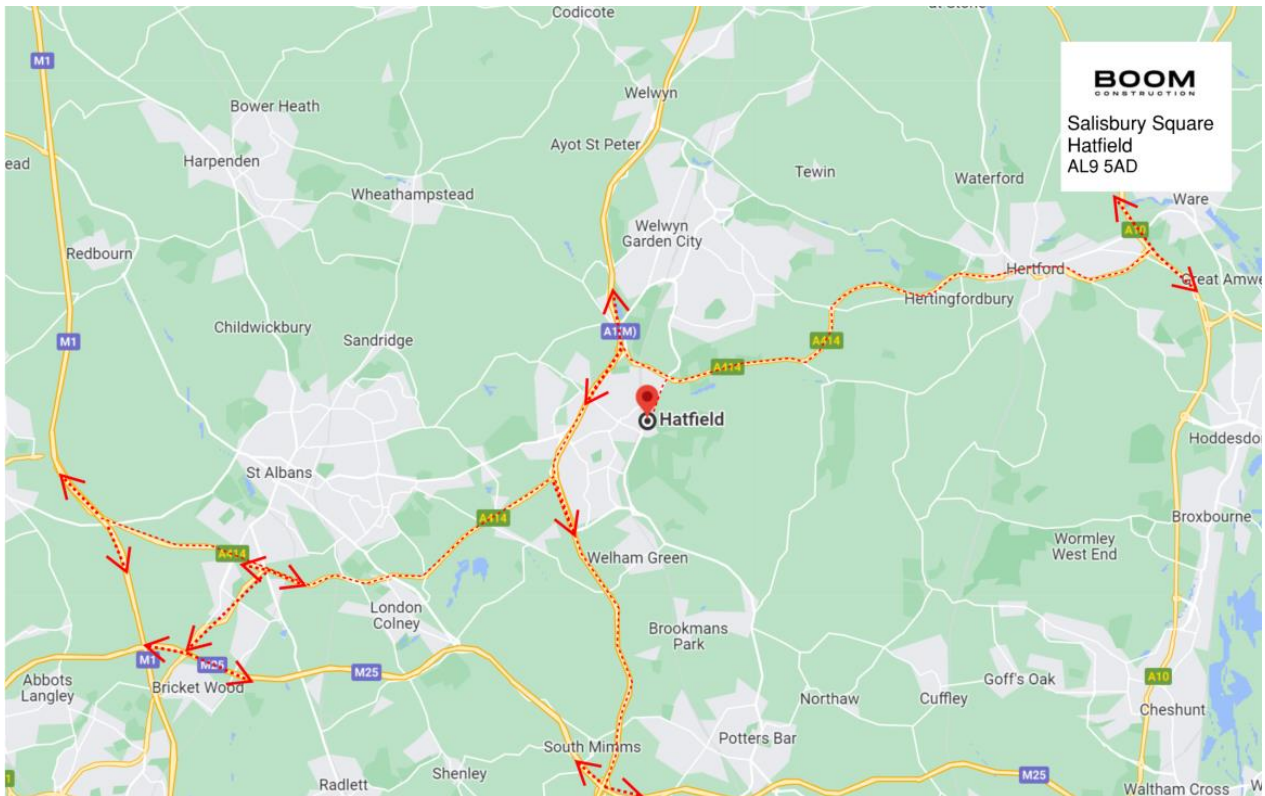 Codicote
M1
BOOM
CONSTRUCTION
Salisbury Square
Hatfield
AL9 5AD
Welwyn
Bower Heath
Ayot St Peter
ead
Harpenden
Tewin
Waterford
Wheathampstead
Ware
Welwyn
Garden City
A10
Redbourn
Hertford
Great Amwe
Hertingfordbury
Childwickbury
A1(M)
Sandridge
M1
A414
A414
Hatfield
Hoddesdon
St Albans
A414
Broxbourne
Wormley
West End
A414
Welham Green
London
Colney
Brookmans
Park
M1
M25
M25
Abbots
Langley
Bricket Wood
Goff's Oak
A10
Northaw
Cuffley
Cheshunt
Potters Bar
South Mimms
Shenley
M25
Radlett
Waltham Cross